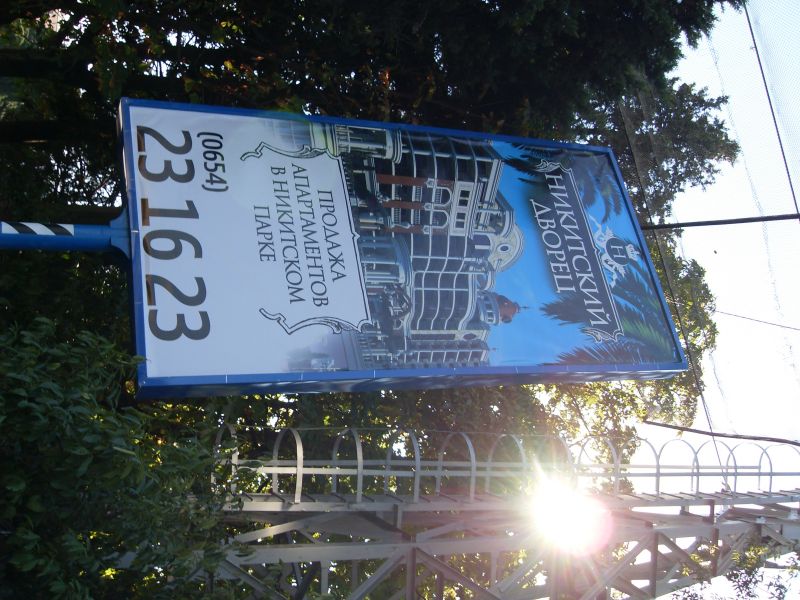 НИКИТСКИЙ
ДВОРЕЦ
ПРОДАЖА
АПАРТАМЕНТОВ
В НИКИТСКОМ
ПАРКЕ
(0654)
23 16 23